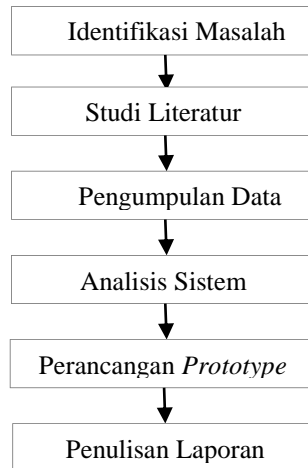 Identifikasi Masalah
Studi Literatur
Pengumpulan Data
Analisis Sistem
Perancangan Prototype
Penulisan Laporan